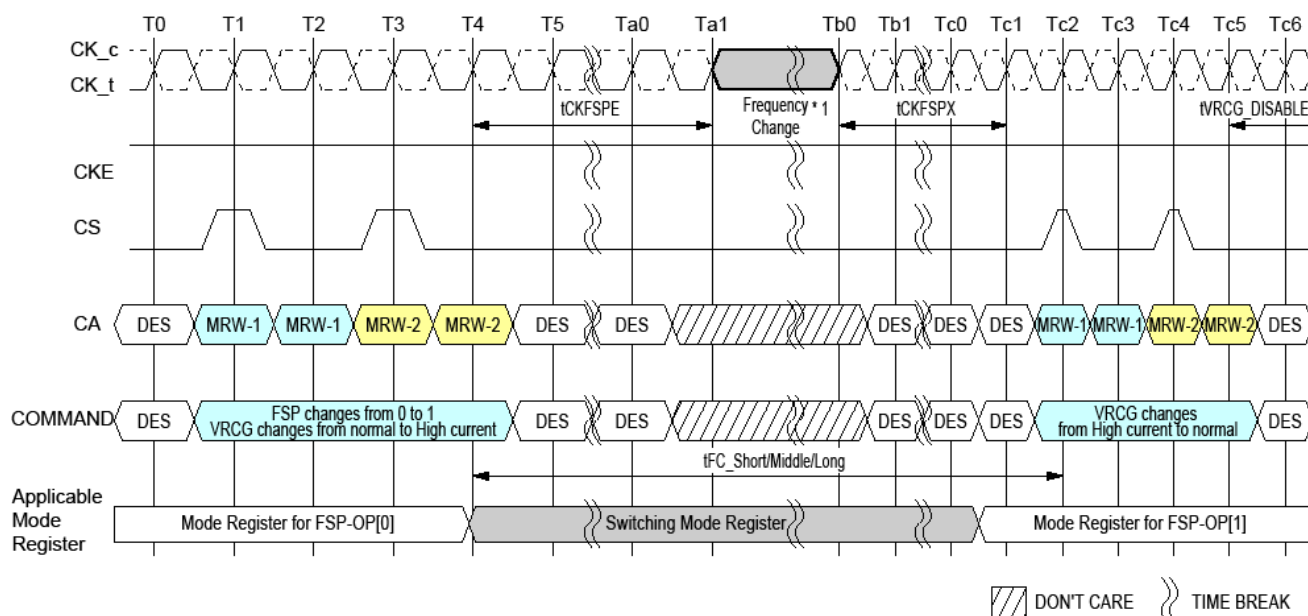 T0 T1 T2 T3 T4 T5 Ta0 Ta1 Tb0 Tb1 Tc0 Tc1 Tc2 Tc3 Tc4 Tc5 Tc6
CK_c
CK_t
tCKFSPE
Frequency * 1
Change
tCKFSPX
tVRCG_DISABLE
CKE
CS
CA DES MRW-1 MRW-1 MRW-2 MRW-2 DES DES DES DES DES MRW-1 MRW-1 MRW-2 MRW-2 DES
COMMAND DES
FSP changes from 0 to 1
VRCG changes from normal to High current
DES DES DES DES DES
VRCG changes
from High current to normal
DES
tFC_Short/Middle/Long
Applicable
Mode
Register
Mode Register for FSP-OP[0] Switching Mode Register Mode Register for FSP-OP[1]
DON'T CARE TIME BREAK